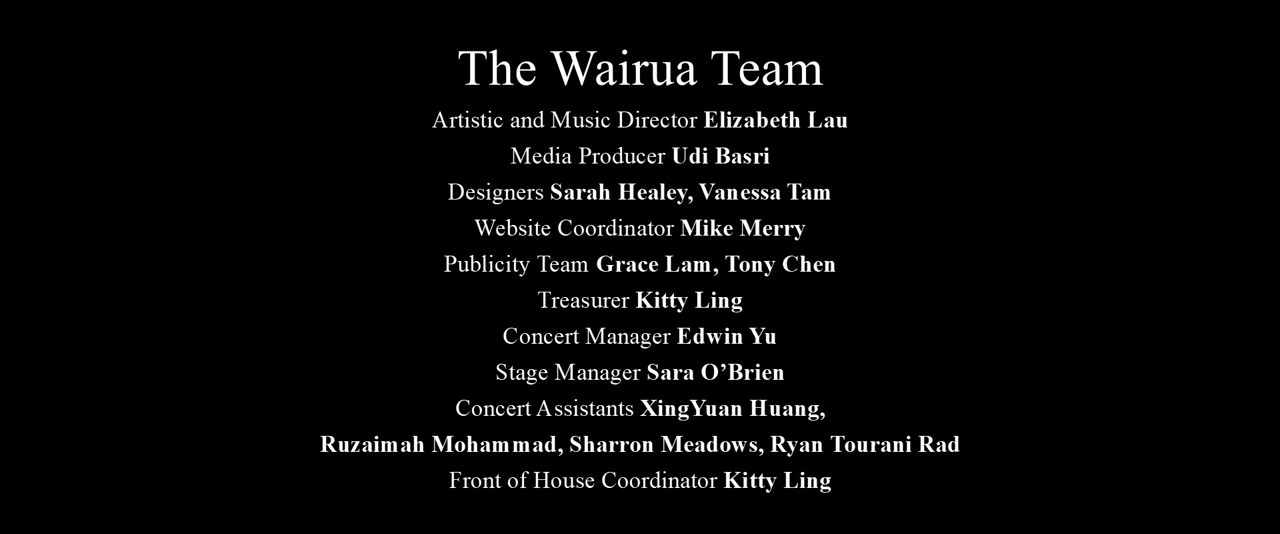 The Wairua Team
Artistic and Music Director Elizabeth Lau
Media Producer Udi Basri
Designers Sarah Healey, Vanessa Tam
Website Coordinator Mike Merry
Publicity Team Grace Lam, Tony Chen
Treasurer Kitty Ling
Concert Manager Edwin Yu
Stage Manager Sara O’Brien
Concert Assistants XingYuan Huang,
Ruzaimah Mohammad, Sharron Meadows, Ryan Tourani Rad
Front of House Coordinator Kitty Ling